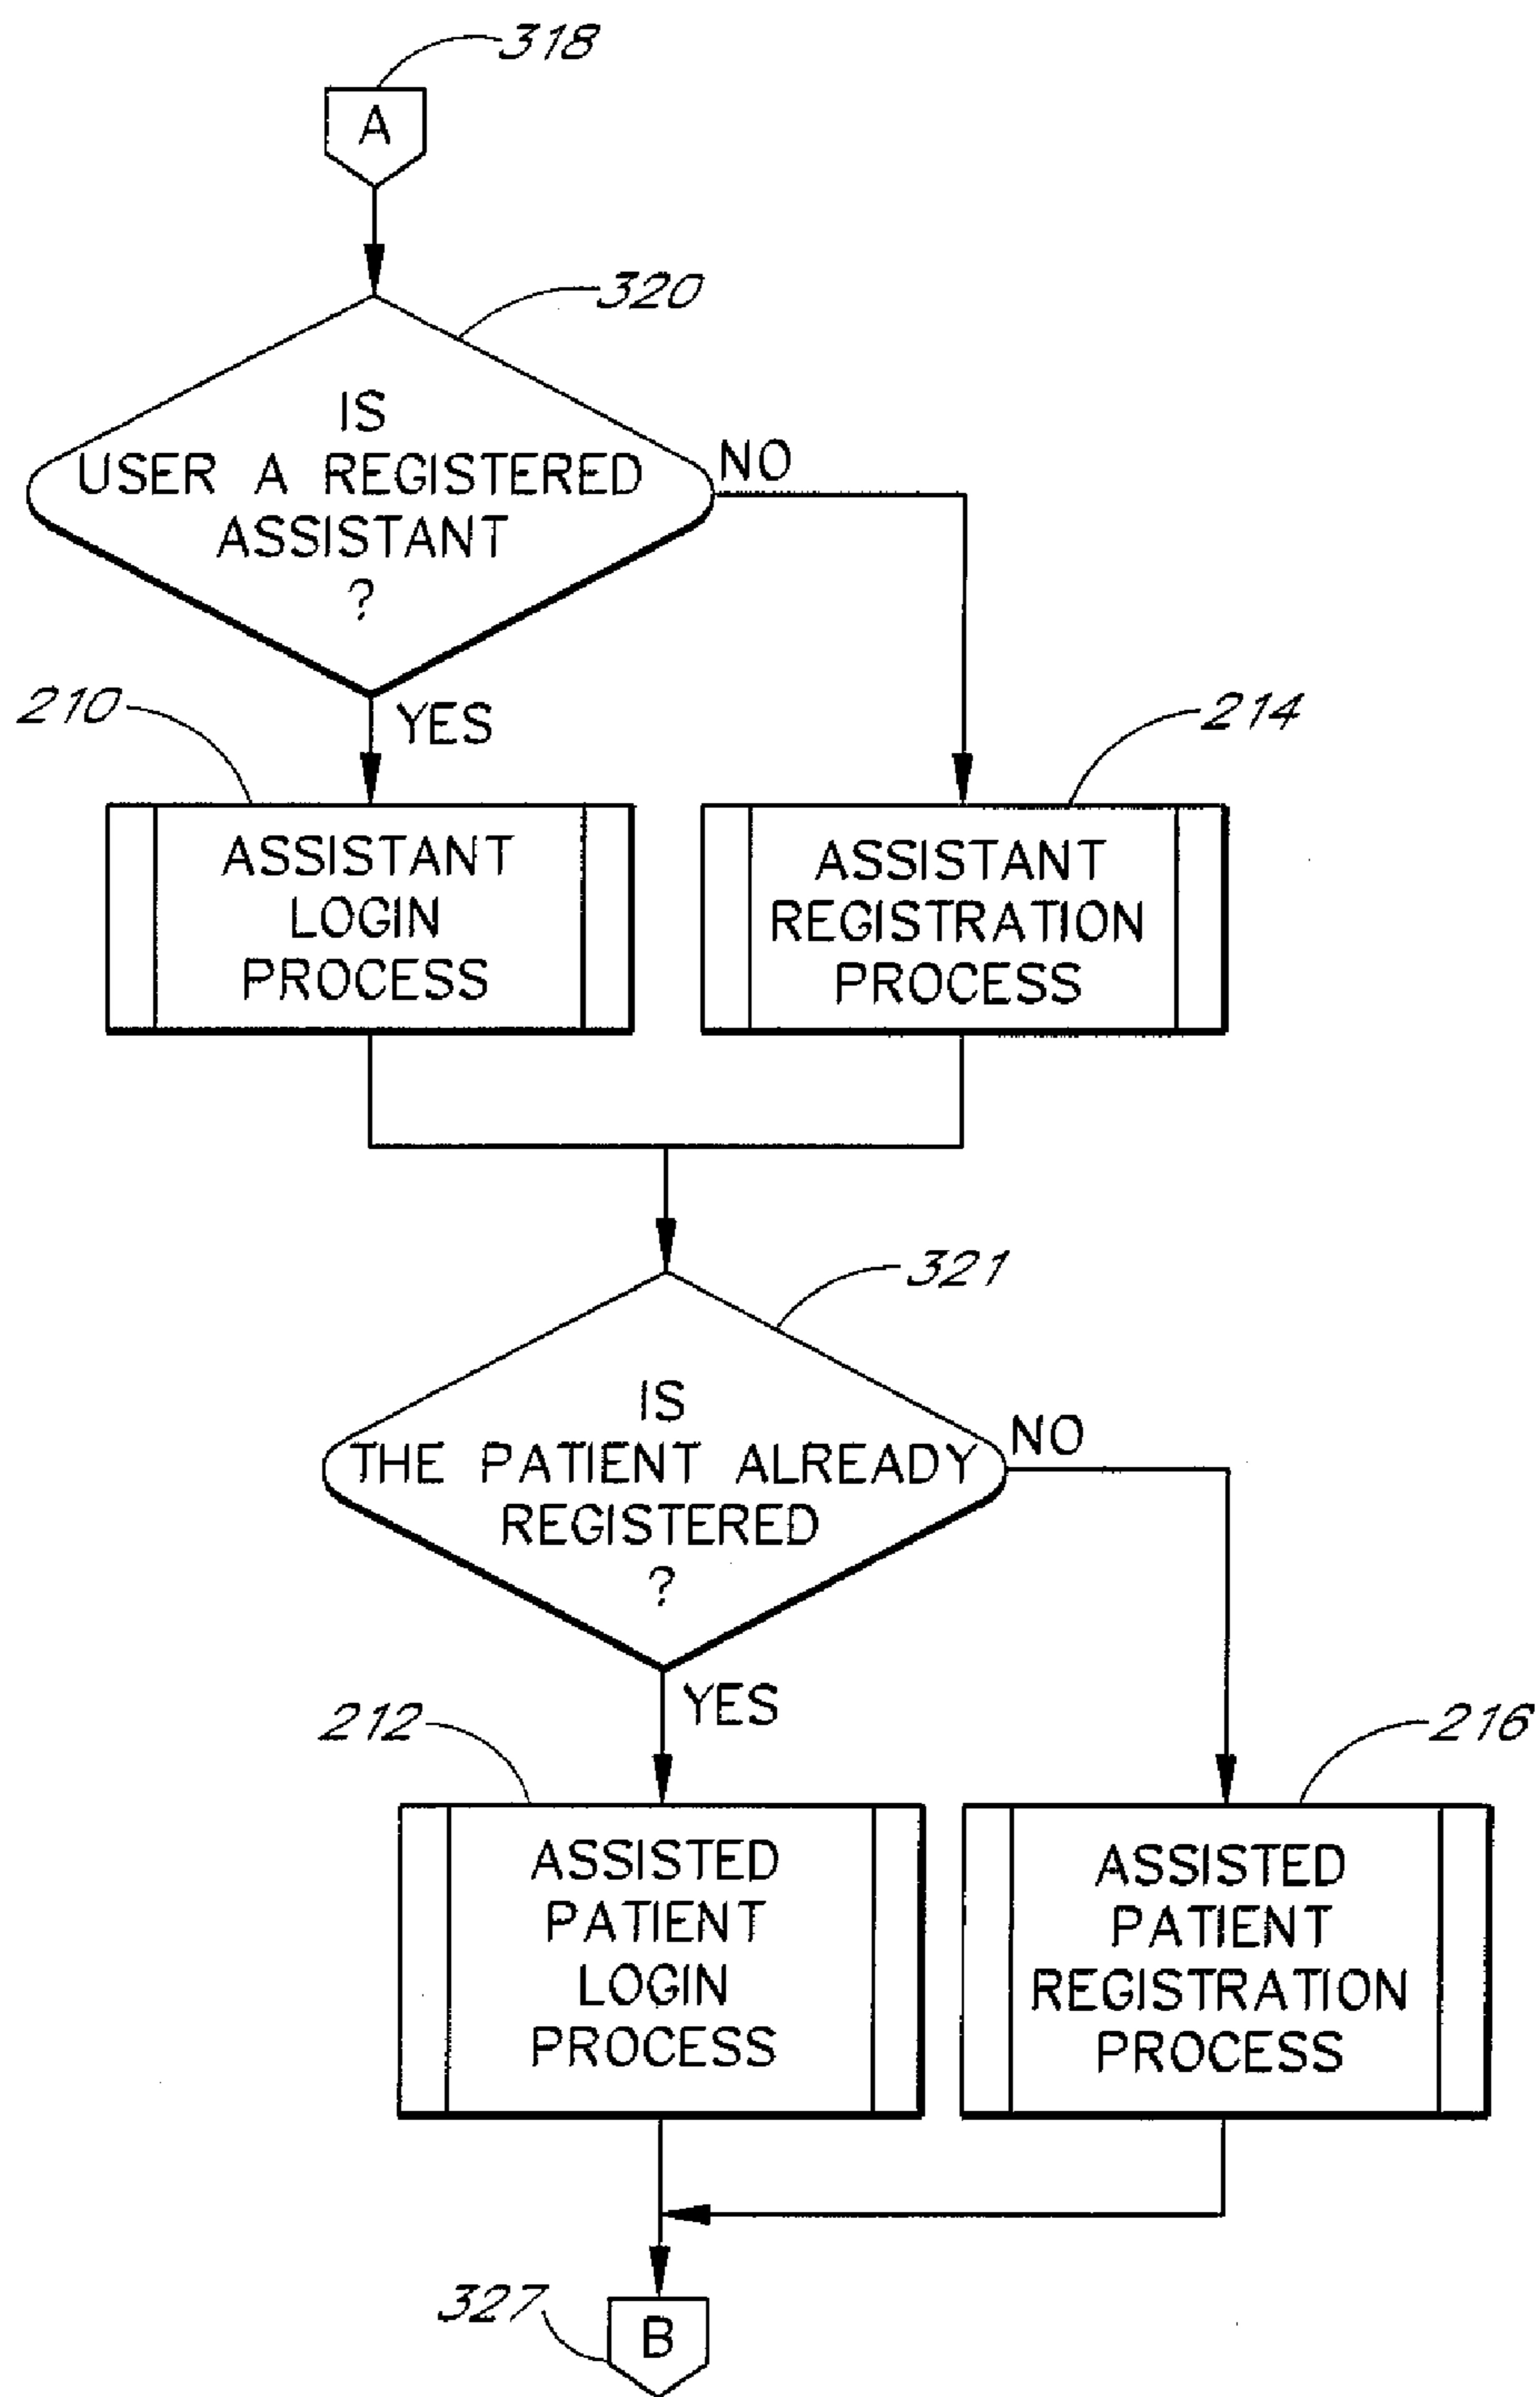 318
A
320
IS
USER A REGISTERED
ASSISTANT
?
NO
YES
210
214
ASSISTANT
LOGIN
PROCESS
ASSISTANT
REGISTRATION
PROCESS
321
IS
THE PATIENT ALREADY
REGISTERED
?
NO
YES
212
216
ASSISTED
PATIENT
LOGIN
PROCESS
ASSISTED
PATIENT
REGISTRATION
PROCESS
327
B